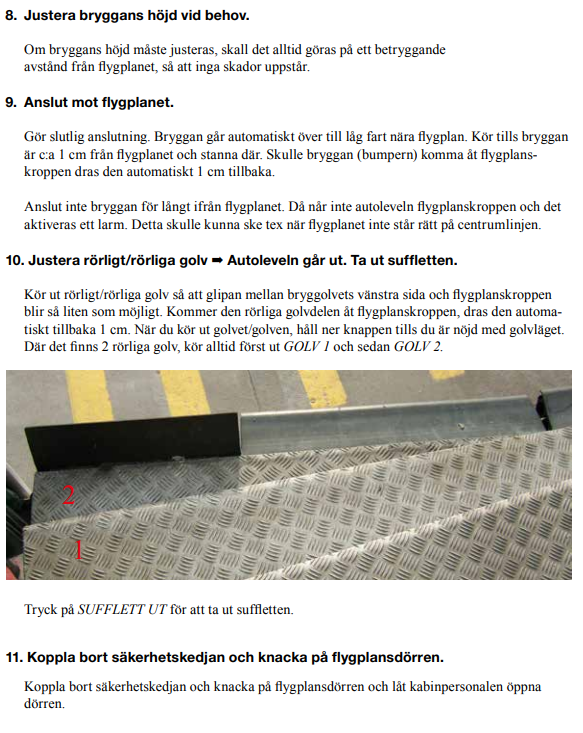 8. Justera bryggans höjd vid behov.
Om bryggans höjd måste justeras, skall det alltid göras på ett betryggande
avstånd från flygplanet, så att inga skador uppstår.
9. Anslut mot flygplanet.
Gör slutlig anslutning. Bryggan går automatiskt över till låg fart nära flygplan. Kör tills bryggan
är c:a 1 cm från flygplanet och stanna där. Skulle bryggan (bumpern) komma åt flygplans-
kroppen dras den automatiskt 1 cm tillbaka.
Anslut inte bryggan för långt ifrån flygplanet. Då når inte autoleveln flygplanskroppen och det
aktiveras ett larm. Detta skulle kunna ske tex när flygplanet inte står rätt på centrumlinjen.
10. Justera rörligt/rörliga golv ➡ Autoleveln går ut. Ta ut suffletten.
Kör ut rörligt/rörliga golv så att glipan mellan bryggolvets vänstra sida och flygplanskroppen
blir så liten som möjligt. Kommer den rörliga golvdelen åt flygplanskroppen, dras den automa-
tiskt tillbaka 1 cm. När du kör ut golvet/golven, håll ner knappen tills du är nöjd med golvläget.
Där det finns 2 rörliga golv, kör alltid först ut GOLV 1 och sedan GOLV 2.
2
1
Tryck på SUFFLETT UT för att ta ut suffletten.
11. Koppla bort säkerhetskedjan och knacka på flygplansdörren.
Koppla bort säkerhetskedjan och knacka på flygplansdörren och låt kabinpersonalen öppna
dörren.